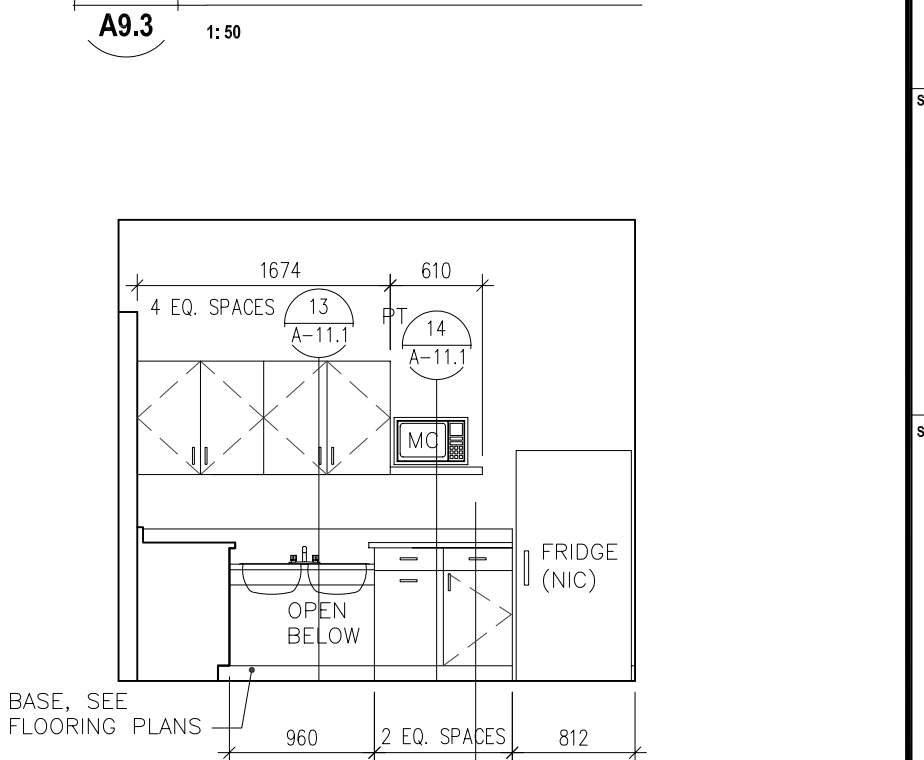 A9.3
1:50
S
1674
610
4 EQ. SPACES
13
A-11.1
PT
14
A-11.1
MC
S
FRIDGE
(NIC)
OPEN
BELOW
BASE, SEE
FLOORING PLANS
960
2 EQ. SPACES
812